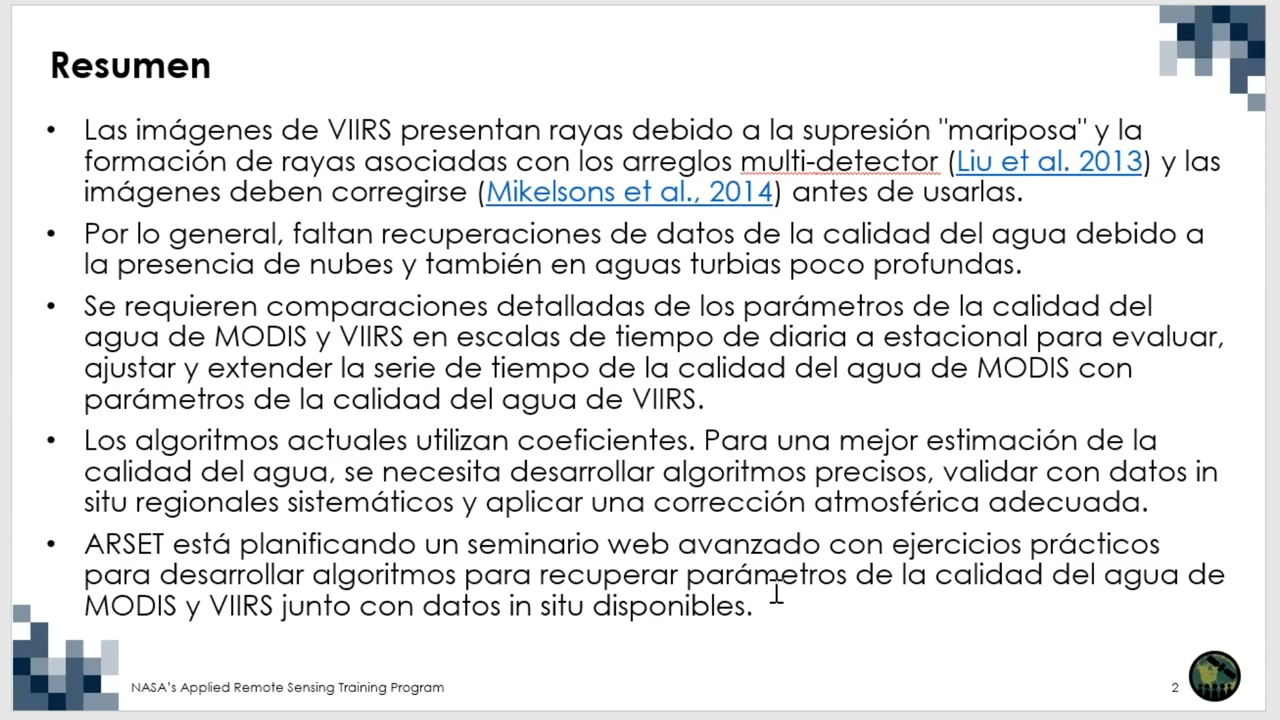 Resumen
• Las imágenes de VIIRS presentan rayas debido a la supresión "mariposa" y la
formación de rayas asociadas con los arreglos multi-detector (Liu et al. 2013) y las
imágenes deben corregirse (Mikelsons et al., 2014) antes de usarlas.
• Por lo general, faltan recuperaciones de datos de la calidad del agua debido a
la presencia de nubes y también en aguas turbias poco profundas.
• Se requieren comparaciones detalladas de los parámetros de la calidad del
agua de MODIS y VIIRS en escalas de tiempo de diaria a estacional para evaluar,
ajustar y extender la serie de tiempo de la calidad del agua de MODIS con
parámetros de la calidad del agua de VIIRS.
• Los algoritmos actuales utilizan coeficientes. Para una mejor estimación de la
calidad del agua, se necesita desarrollar algoritmos precisos, validar con datos in
situ regionales sistemáticos y aplicar una corrección atmosférica adecuada.
• ARSET está planificando un seminario web avanzado con ejercicios prácticos
para desarrollar algoritmos para recuperar parámetros de la calidad del agua de
MODIS y VIIRS junto con datos in situ disponibles.
NASA's Applied Remote Sensing Training Program
2